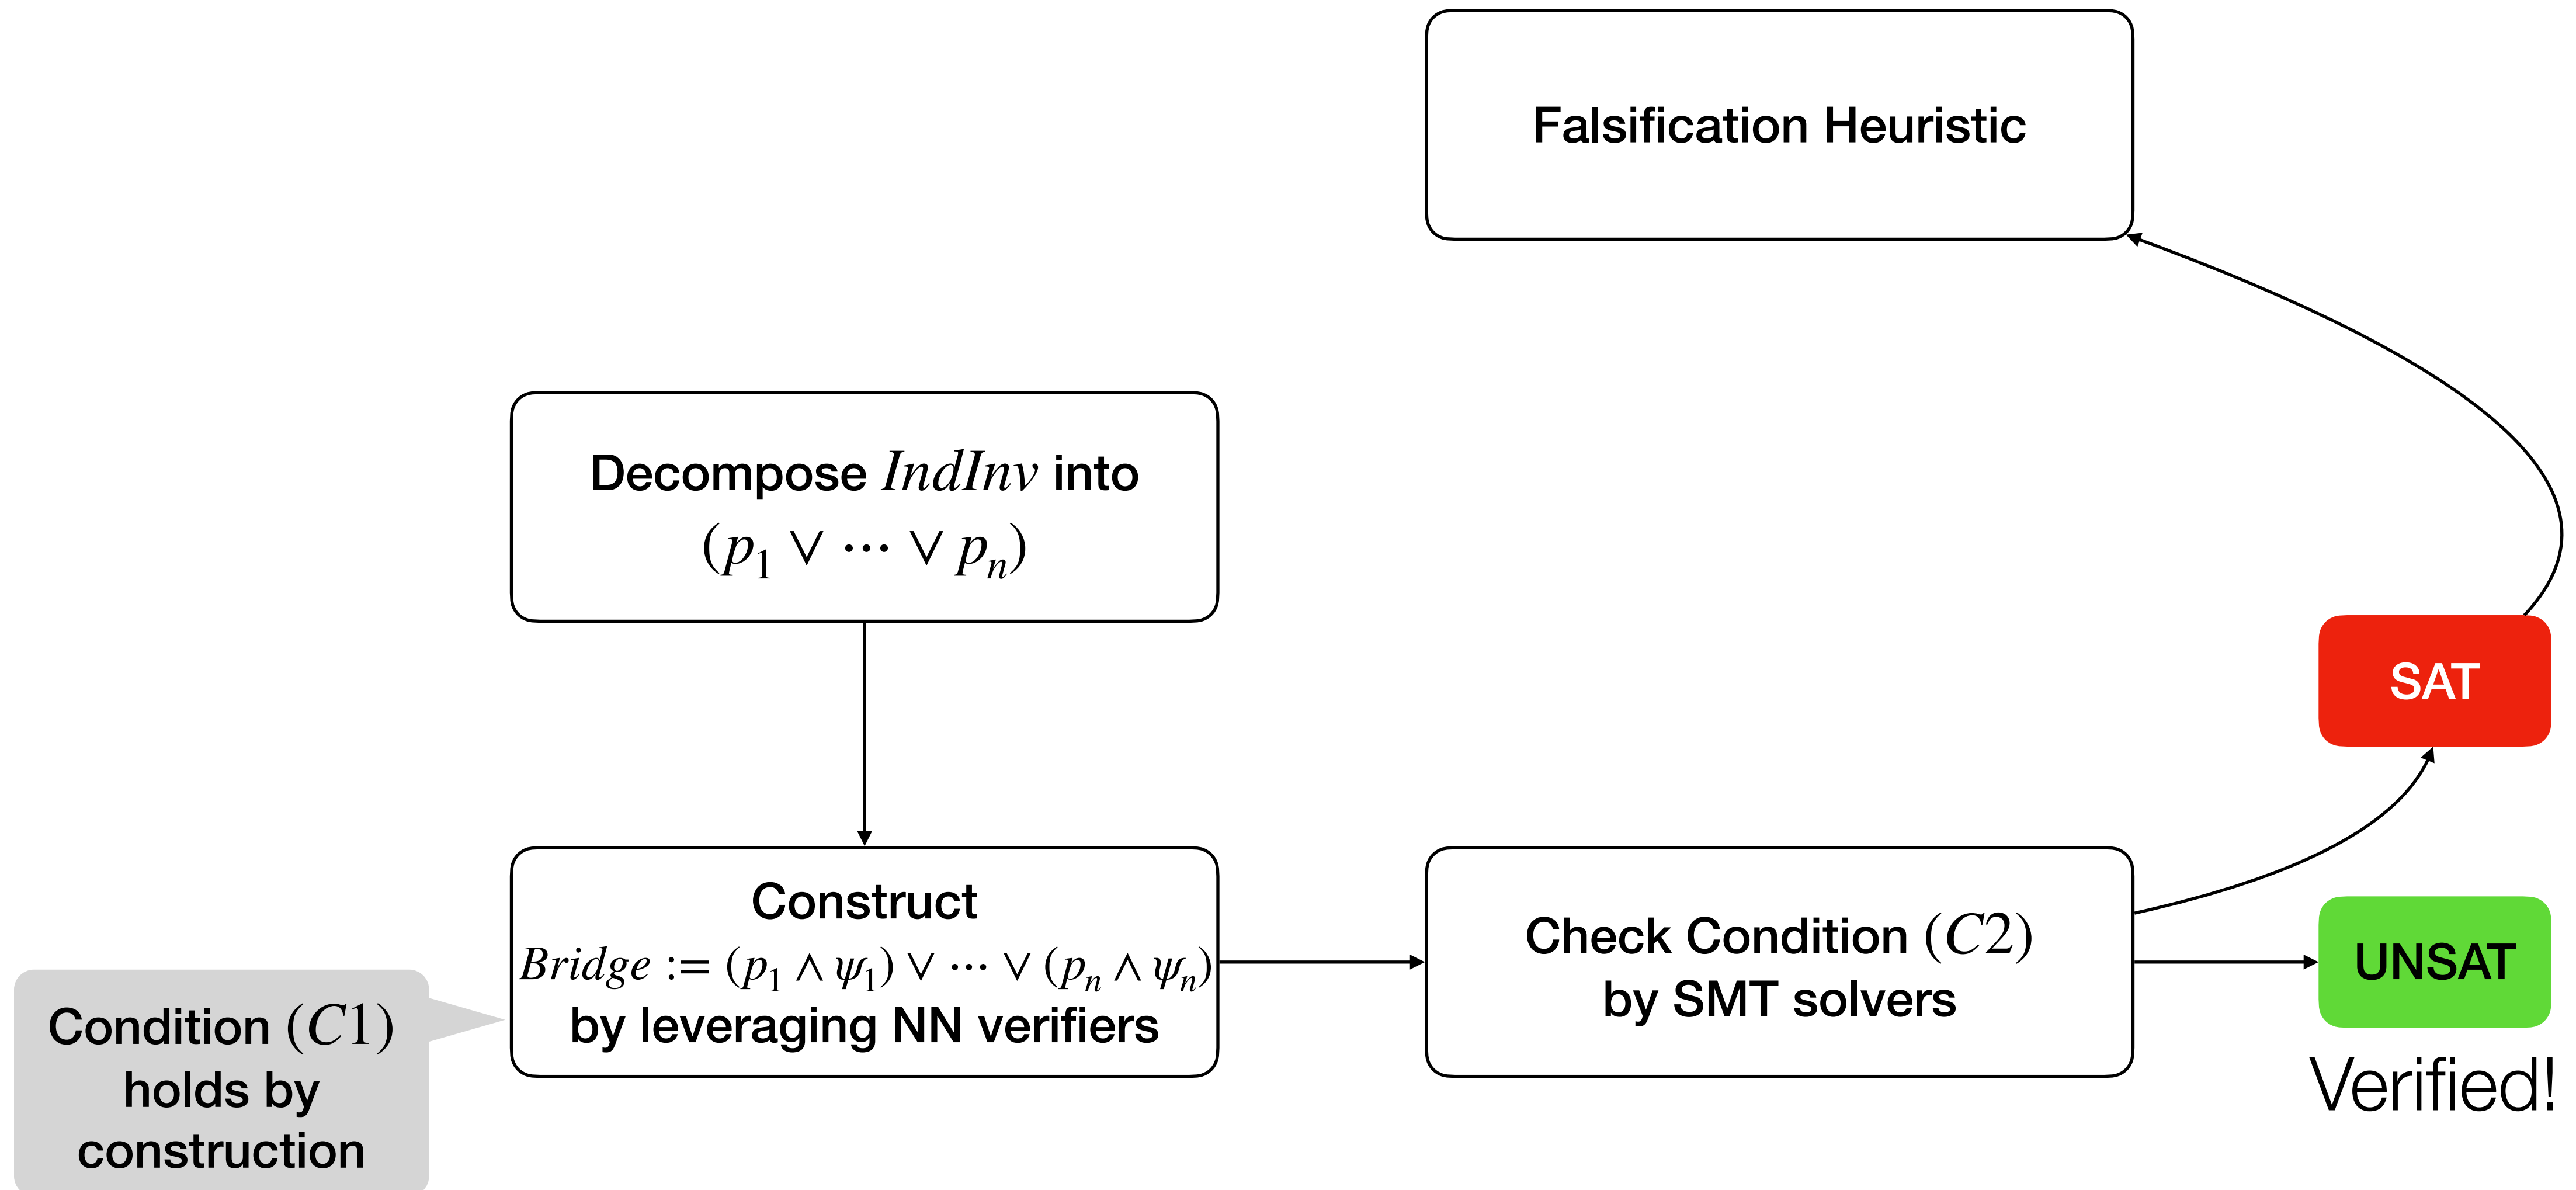 Falsification Heuristic
Decompose IndInv into
(p₁ ∨ ⋯ ∨ pₙ)
SAT
Construct
Bridge := (p₁ ∧ ψ₁) ∨ ⋯ ∨ (pₙ ∧ ψₙ)
by leveraging NN verifiers
Check Condition (C2)
by SMT solvers
UNSAT
Verified!
Condition (C1)
holds by
construction